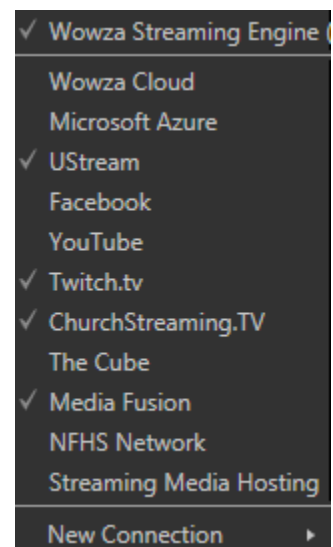 Wowza Streaming Engine (
Wowza Cloud
Microsoft Azure
UStream
Facebook
YouTube
Twitch.tv
ChurchStreaming.TV
The Cube
Media Fusion
NFHS Network
Streaming Media Hosting
New Connection